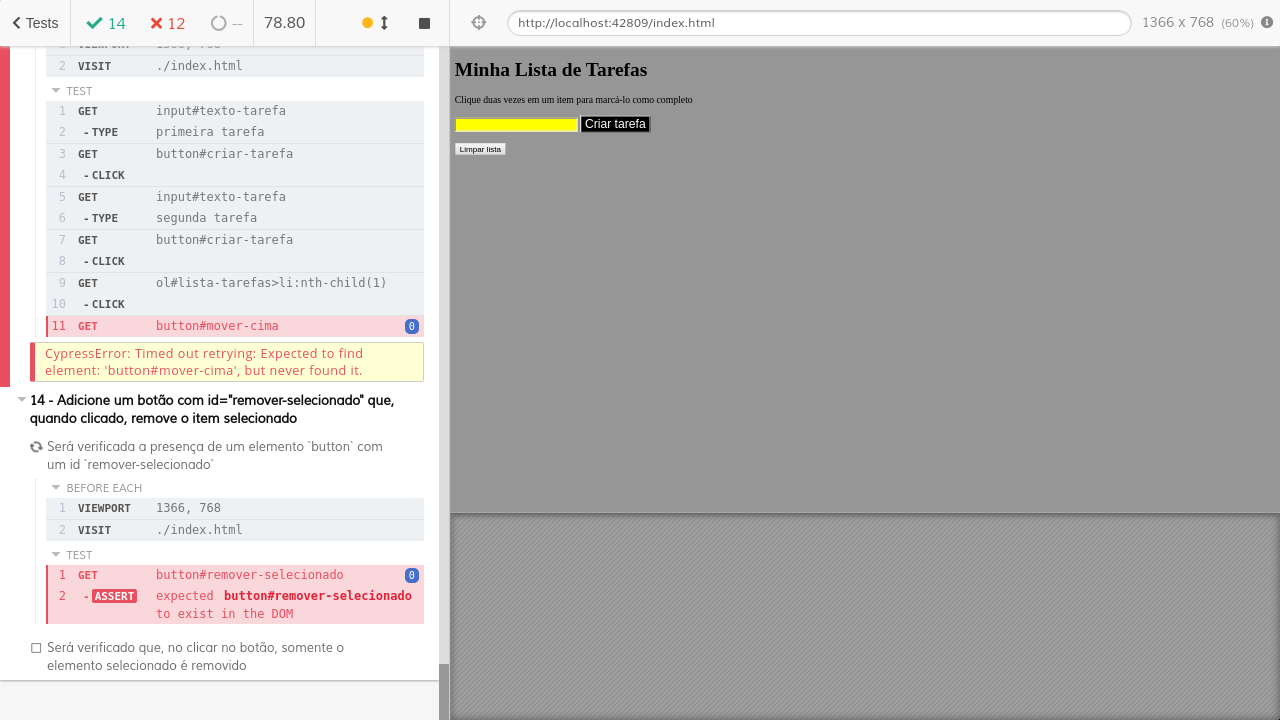 Tests 14 12 -- 78.80
http://localhost:42809/index.html 1366 x 768 (60%)
1 VIEWPORT 1366, 768
2 VISIT ./index.html
TEST
1 GET input#texto-tarefa
2 -TYPE primeira tarefa
3 GET button#criar-tarefa
4 -CLICK
5 GET input#texto-tarefa
6 -TYPE segunda tarefa
7 GET button#criar-tarefa
8 -CLICK
9 GET ol#lista-tarefas>li:nth-child(1)
10 -CLICK
11 GET button#mover-cima 0
CypressError: Timed out retrying: Expected to find
element: 'button#mover-cima', but never found it.
14 - Adicione um botão com id="remover-selecionado" que,
quando clicado, remove o item selecionado
Será verificada a presença de um elemento `button` com
um id `remover-selecionado`
BEFORE EACH
1 VIEWPORT 1366, 768
2 VISIT ./index.html
TEST
1 GET button#remover-selecionado 0
2 -ASSERT expected button#remover-selecionado
to exist in the DOM
Será verificado que, no clicar no botão, somente o
elemento selecionado é removido
Minha Lista de Tarefas
Clique duas vezes em um item para marcá-lo como completo
Criar tarefa
Limpar lista